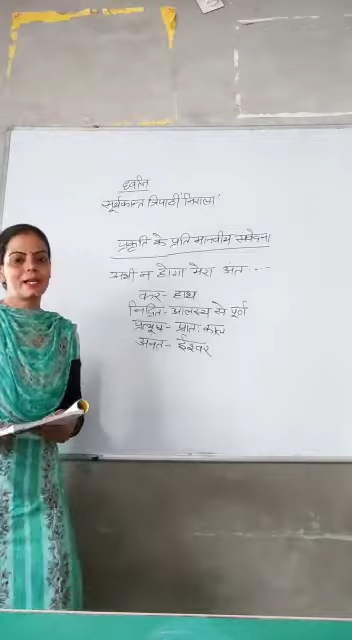 ध्वनि
सूर्यकान्त त्रिपाठी 'निराला'
प्रकृति के प्रति मानवीय संवेदना
अभी न होगा मेरा अंत ...
कर - हाथ
निद्रित - आलस्य से पूर्ण
प्रत्यूष - प्रातः काल
अनंत - ईश्वर